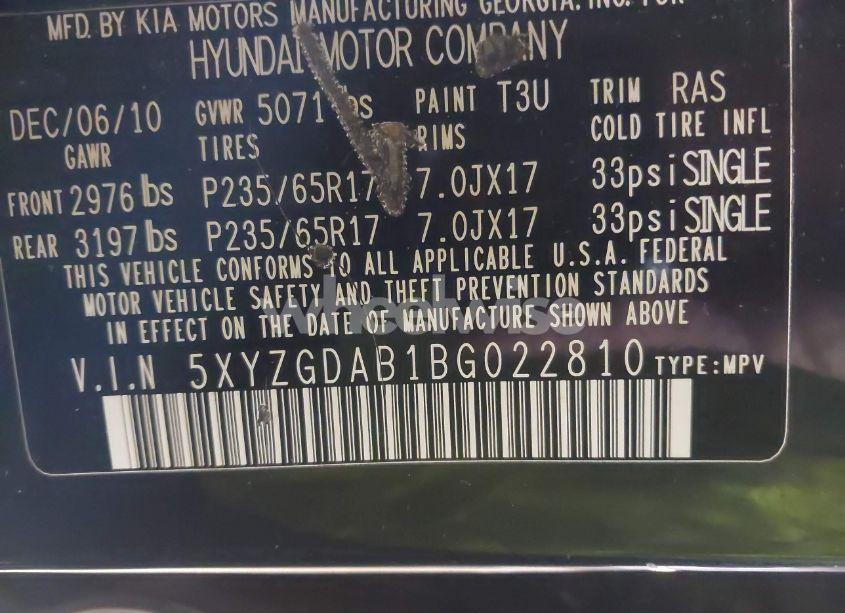 MFD. BY KIA MOTORS MANUFACTURING GEORGIA. INC. FOR
HYUNDAI MOTOR COMPANY
DEC/06/10 GVWR 5071 lbs PAINT T3U TRIM RAS
GAWR TIRES RIMS COLD TIRE INFL
FRONT 2976 lbs P235/65R17 7.0JX17 33psi SINGLE
REAR 3197 lbs P235/65R17 7.0JX17 33psi SINGLE
THIS VEHICLE CONFORMS TO ALL APPLICABLE U.S.A. FEDERAL
MOTOR VEHICLE SAFETY AND THEFT PREVENTION STANDARDS
IN EFFECT ON THE DATE OF MANUFACTURE SHOWN ABOVE
wheelwise
V.I.N 5XYZGDAB1BG022810 TYPE:MPV